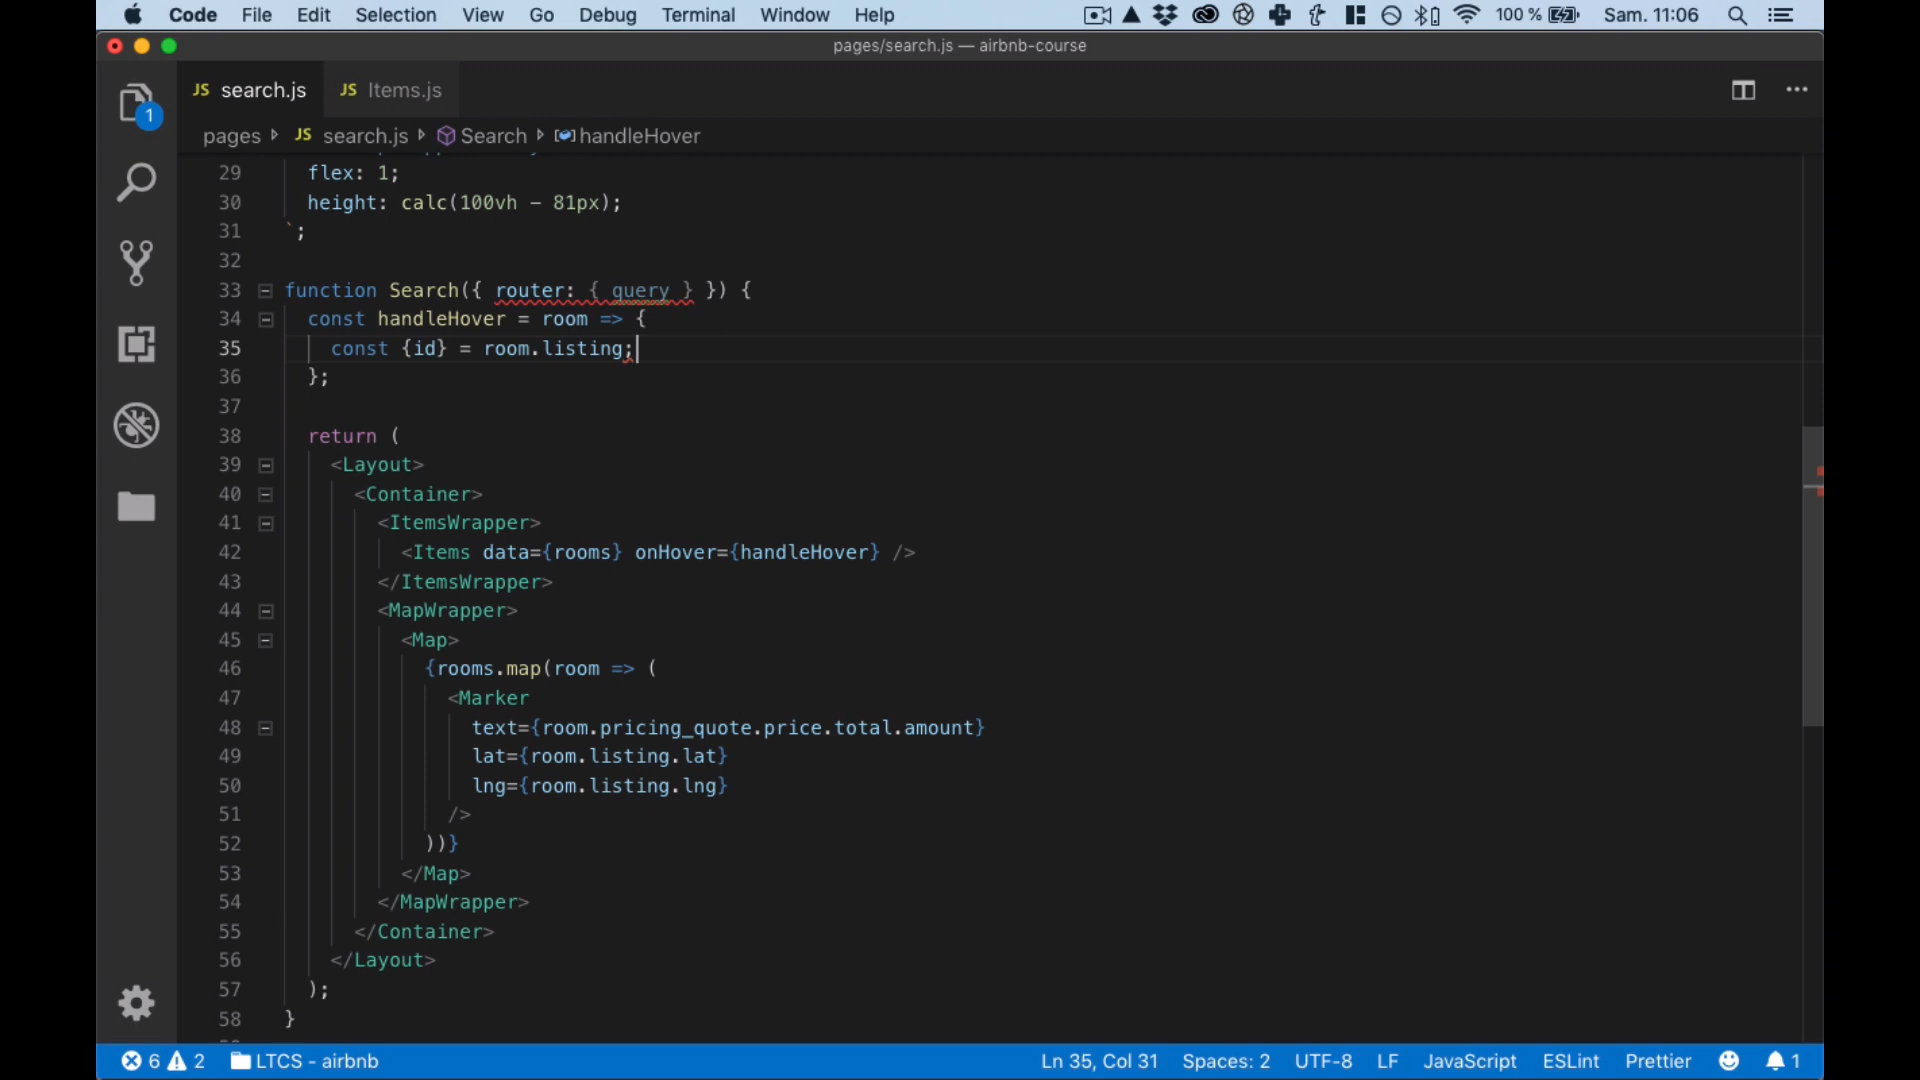 Code File Edit Selection View Go Debug Terminal Window Help 100 % Sam. 11:06
pages/search.js — airbnb-course
JS search.js JS Items.js
1
pages JS search.js Search handleHover
29 flex: 1;
30 height: calc(100vh - 81px);
31 `;
32
33 function Search({ router: { query } }) {
34 const handleHover = room => {
35 const {id} = room.listing;
36 };
37
38 return (
39 <Layout>
40 <Container>
41 <ItemsWrapper>
42 <Items data={rooms} onHover={handleHover} />
43 </ItemsWrapper>
44 <MapWrapper>
45 <Map>
46 {rooms.map(room => (
47 <Marker
48 text={room.pricing_quote.price.total.amount}
49 lat={room.listing.lat}
50 lng={room.listing.lng}
51 />
52 ))}
53 </Map>
54 </MapWrapper>
55 </Container>
56 </Layout>
57 );
58 }
6 2 LTCS - airbnb Ln 35, Col 31 Spaces: 2 UTF-8 LF JavaScript ESLint Prettier 1